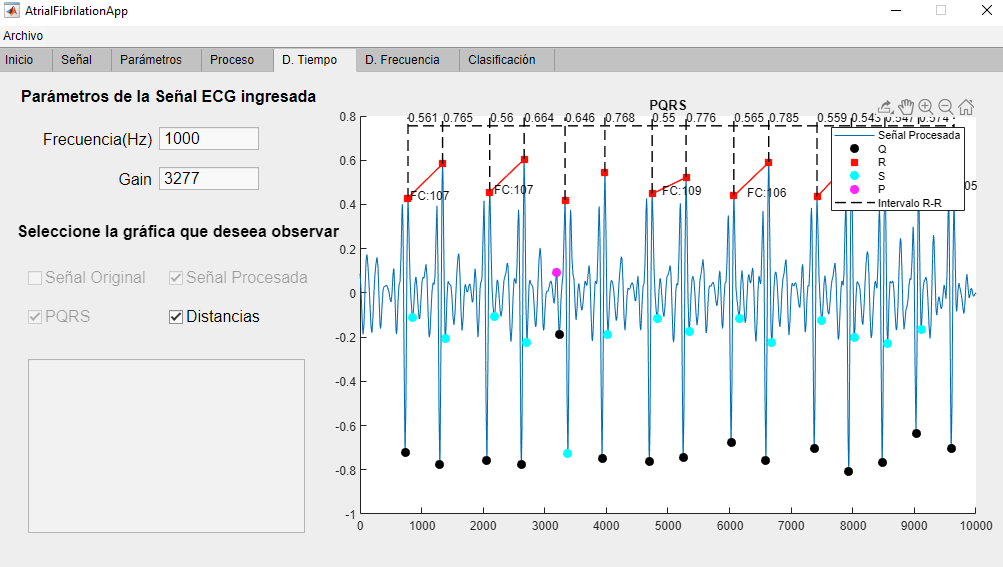 AtrialFibrilationApp
Archivo
Inicio Señal Parámetros Proceso D. Tiempo D. Frecuencia Clasificación
Parámetros de la Señal ECG ingresada
Frecuencia(Hz) 1000
Gain 3277
Seleccione la gráfica que deseea observar
Señal Original Señal Procesada
PQRS Distancias
PQRS
0.561 0.765 0.56 0.664 0.646 0.768 0.55 0.776 0.565 0.785 0.559 0.543 0.547 0.574
Señal Procesada
Q
R
S
P
Intervalo R-R
FC:107 FC:107 FC:109 FC:106 05
0.8
0.6
0.4
0.2
0
-0.2
-0.4
-0.6
-0.8
-1
0 1000 2000 3000 4000 5000 6000 7000 8000 9000 10000